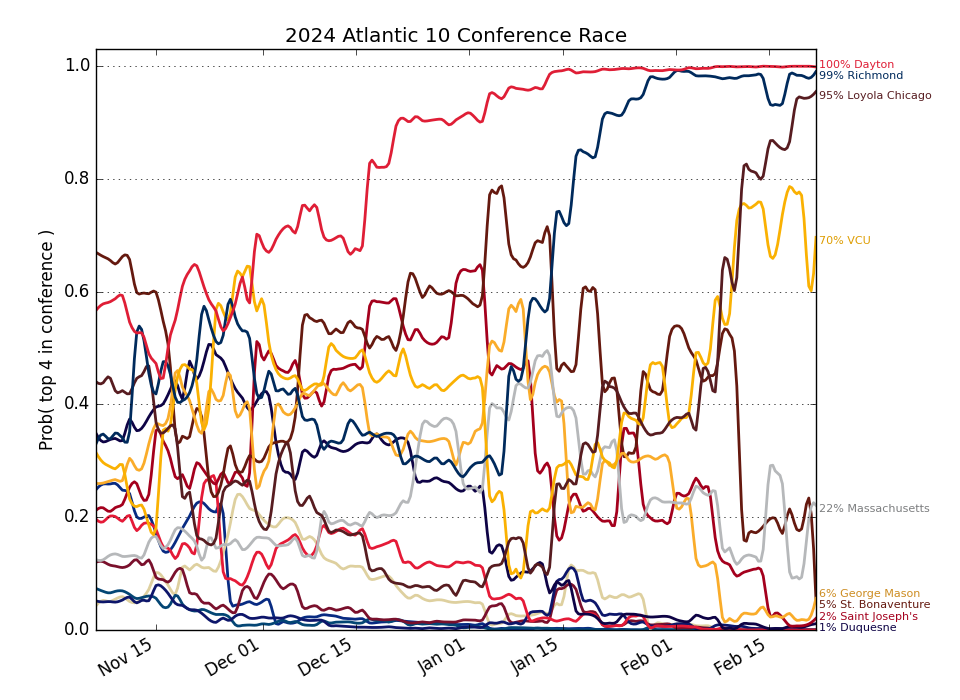 2024 Atlantic 10 Conference Race
Prob( top 4 in conference )
1.0
0.8
0.6
0.4
0.2
0.0
Nov 15
Dec 01
Dec 15
Jan 01
Jan 15
Feb 01
Feb 15
100% Dayton
99% Richmond
95% Loyola Chicago
70% VCU
22% Massachusetts
6% George Mason
5% St. Bonaventure
2% Saint Joseph's
1% Duquesne